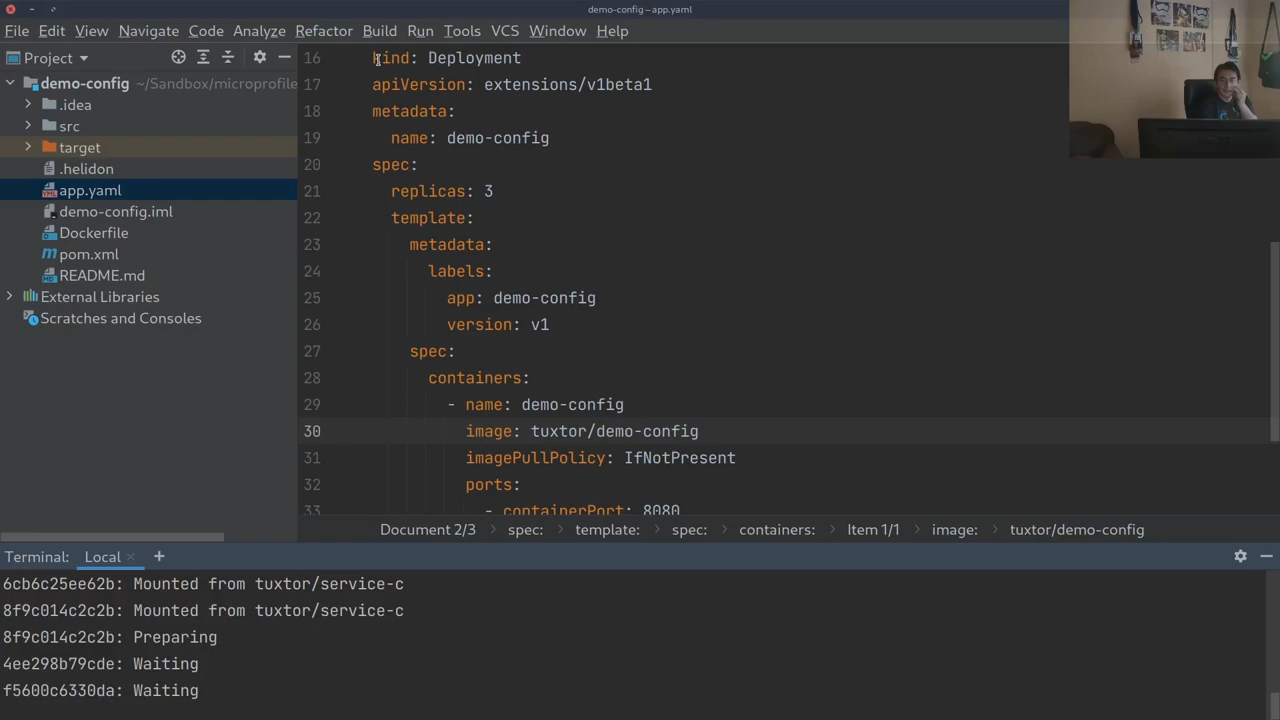 demo-config – app.yaml
File Edit View Navigate Code Analyze Refactor Build Run Tools VCS Window Help
Project
demo-config ~/Sandbox/microprofile
.idea
src
target
.helidon
app.yaml
demo-config.iml
Dockerfile
pom.xml
README.md
External Libraries
Scratches and Consoles
16 kind: Deployment
17 apiVersion: extensions/v1beta1
18 metadata:
19 name: demo-config
20 spec:
21 replicas: 3
22 template:
23 metadata:
24 labels:
25 app: demo-config
26 version: v1
27 spec:
28 containers:
29 - name: demo-config
30 image: tuxtor/demo-config
31 imagePullPolicy: IfNotPresent
32 ports:
33 - containerPort: 8080
Document 2/3 › spec: › template: › spec: › containers: › Item 1/1 › image: › tuxtor/demo-config
Terminal: Local × +
6cb6c25ee62b: Mounted from tuxtor/service-c
8f9c014c2c2b: Mounted from tuxtor/service-c
8f9c014c2c2b: Preparing
4ee298b79cde: Waiting
f5600c6330da: Waiting